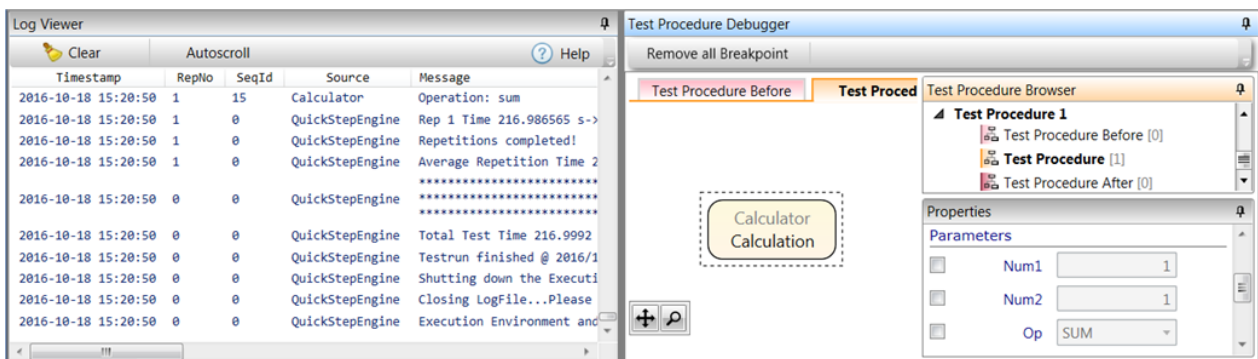 Log Viewer
Clear Autoscroll ? Help
Timestamp RepNo SeqId Source Message
2016-10-18 15:20:50 1 15 Calculator Operation: sum
2016-10-18 15:20:50 1 0 QuickStepEngine Rep 1 Time 216.986565 s->
2016-10-18 15:20:50 1 0 QuickStepEngine Repetitions completed!
2016-10-18 15:20:50 1 0 QuickStepEngine Average Repetition Time 2
*************************
2016-10-18 15:20:50 0 0 QuickStepEngine *************************
*************************
2016-10-18 15:20:50 0 0 QuickStepEngine Total Test Time 216.9992
2016-10-18 15:20:50 0 0 QuickStepEngine Testrun finished @ 2016/1
2016-10-18 15:20:50 0 0 QuickStepEngine Shutting down the Executi
2016-10-18 15:20:50 0 0 QuickStepEngine Closing LogFile...Please
2016-10-18 15:20:50 0 0 QuickStepEngine Execution Environment and
Test Procedure Debugger
Remove all Breakpoint
Test Procedure Before Test Proced
Calculator
Calculation
Test Procedure Browser
Test Procedure 1
Test Procedure Before [0]
Test Procedure [1]
Test Procedure After [0]
Properties
Parameters
Num1 1
Num2 1
Op SUM